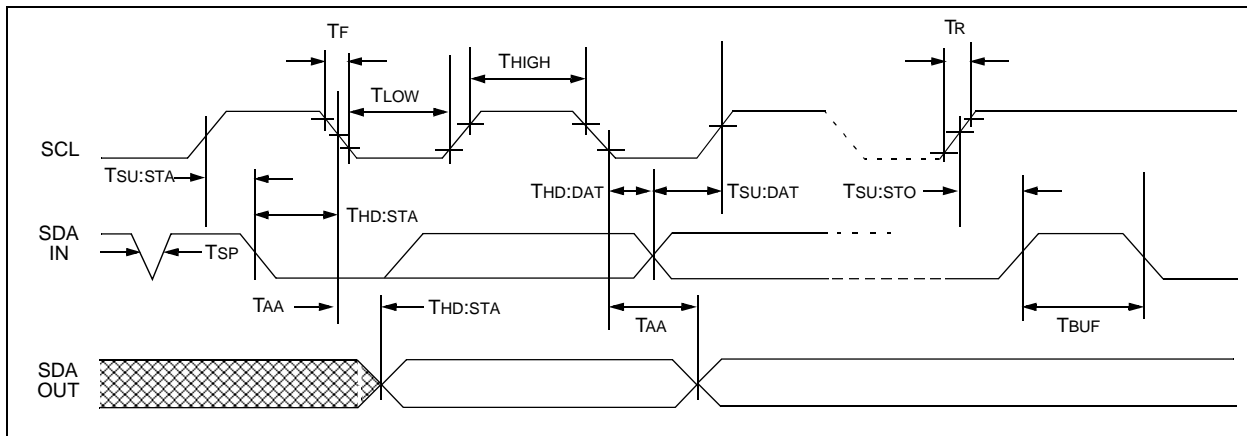 TF
TR
THIGH
TLOW
SCL
TSU:STA
THD:DAT
TSU:DAT
TSU:STO
THD:STA
SDA
IN
TSP
TAA
THD:STA
TAA
TBUF
SDA
OUT